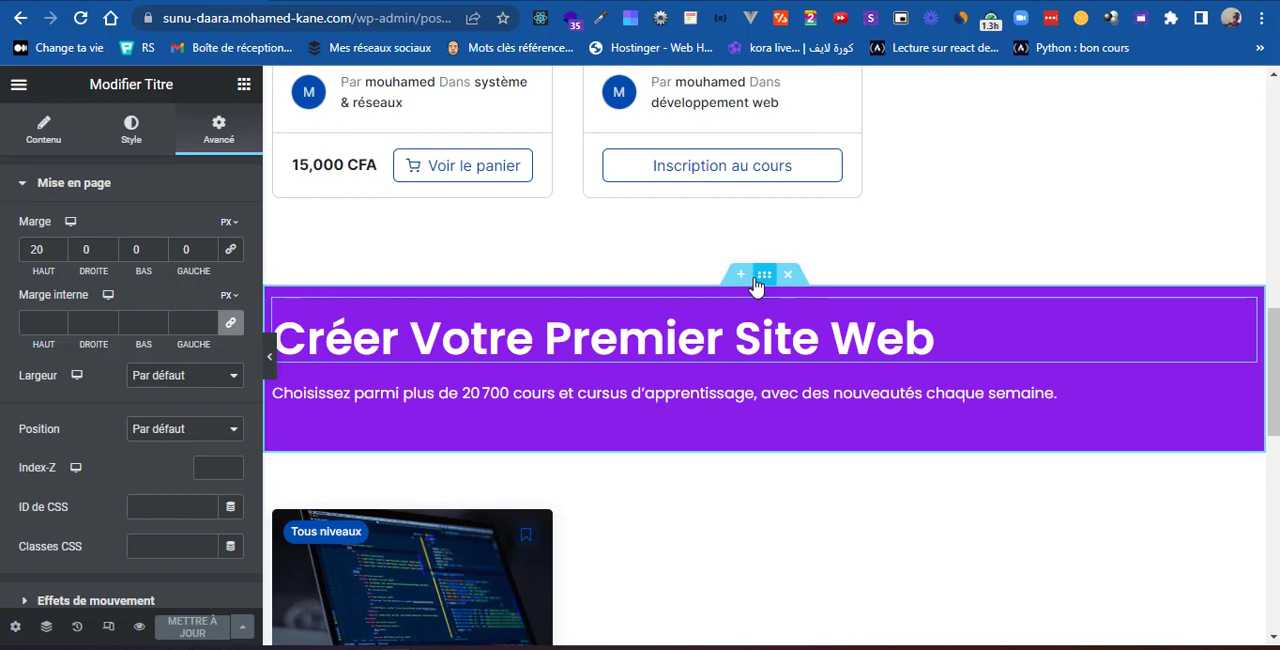 sunu-daara.mohamed-kane.com/wp-admin/pos...
35
1.3h
Change ta vie
RS
Boîte de réception...
Mes réseaux sociaux
Mots clés référence...
Hostinger - Web H...
kora live...| كورة لايف
Lecture sur react de...
Python : bon cours
»
Modifier Titre
Contenu
Style
Avancé
Mise en page
Marge
PX
20
0
0
0
HAUT
DROITE
BAS
GAUCHE
Marge interne
PX
HAUT
DROITE
BAS
GAUCHE
Largeur
Par défaut
Position
Par défaut
Index-Z
ID de CSS
Classes CSS
Effets de mouvement
METTRE À
JOUR
M
Par mouhamed Dans système
& réseaux
15,000 CFA
Voir le panier
M
Par mouhamed Dans
développement web
Inscription au cours
Créer Votre Premier Site Web
Choisissez parmi plus de 20 700 cours et cursus d’apprentissage, avec des nouveautés chaque semaine.
Tous niveaux